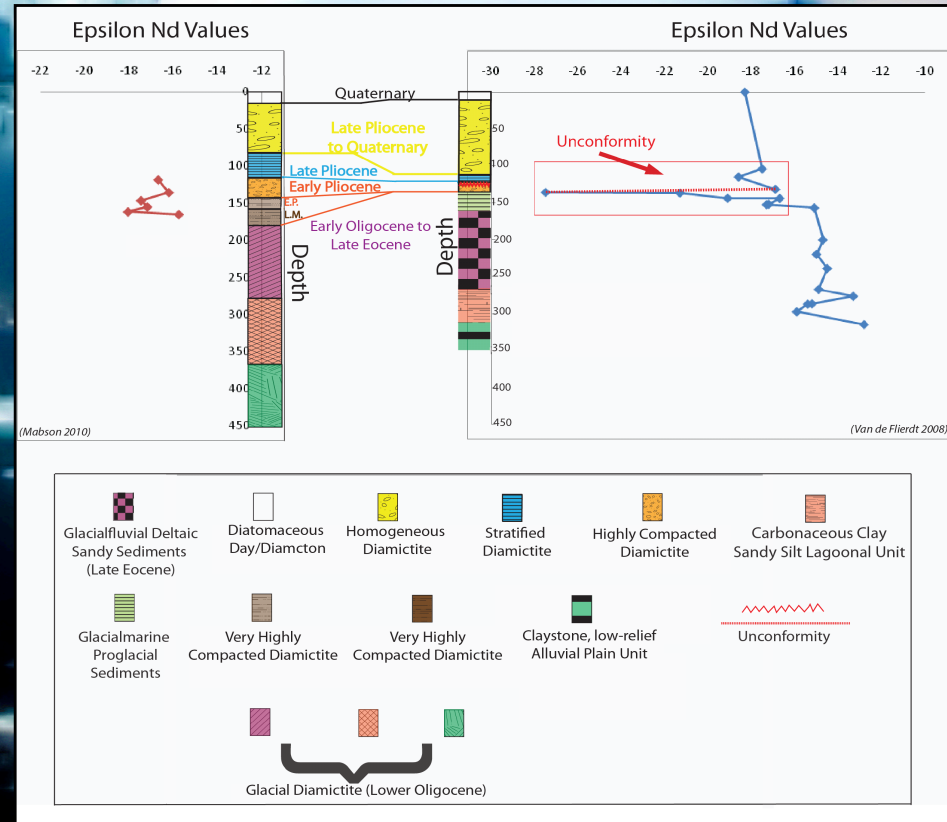 Epsilon Nd Values
Epsilon Nd Values
-22 -20 -18 -16 -14 -12
-30 -28 -26 -24 -22 -20 -18 -16 -14 -12 -10
0
50
100
150
200
250
300
350
400
450
Depth
Quaternary
Late Pliocene
to Quaternary
Late Pliocene
Early Pliocene
E.P.
L.M.
Early Oligocene to
Late Eocene
Depth
50
100
150
200
250
300
350
400
450
Unconformity
(Mabson 2010)
(Van de Flierdt 2008)
Glacialfluvial Deltaic
Sandy Sediments
(Late Eocene)
Diatomaceous
Day/Diamcton
Homogeneous
Diamictite
Stratified
Diamictite
Highly Compacted
Diamictite
Carbonaceous Clay
Sandy Silt Lagoonal Unit
Glacialmarine
Proglacial
Sediments
Very Highly
Compacted Diamictite
Very Highly
Compacted Diamictite
Claystone, low-relief
Alluvial Plain Unit
Unconformity
Glacial Diamictite (Lower Oligocene)